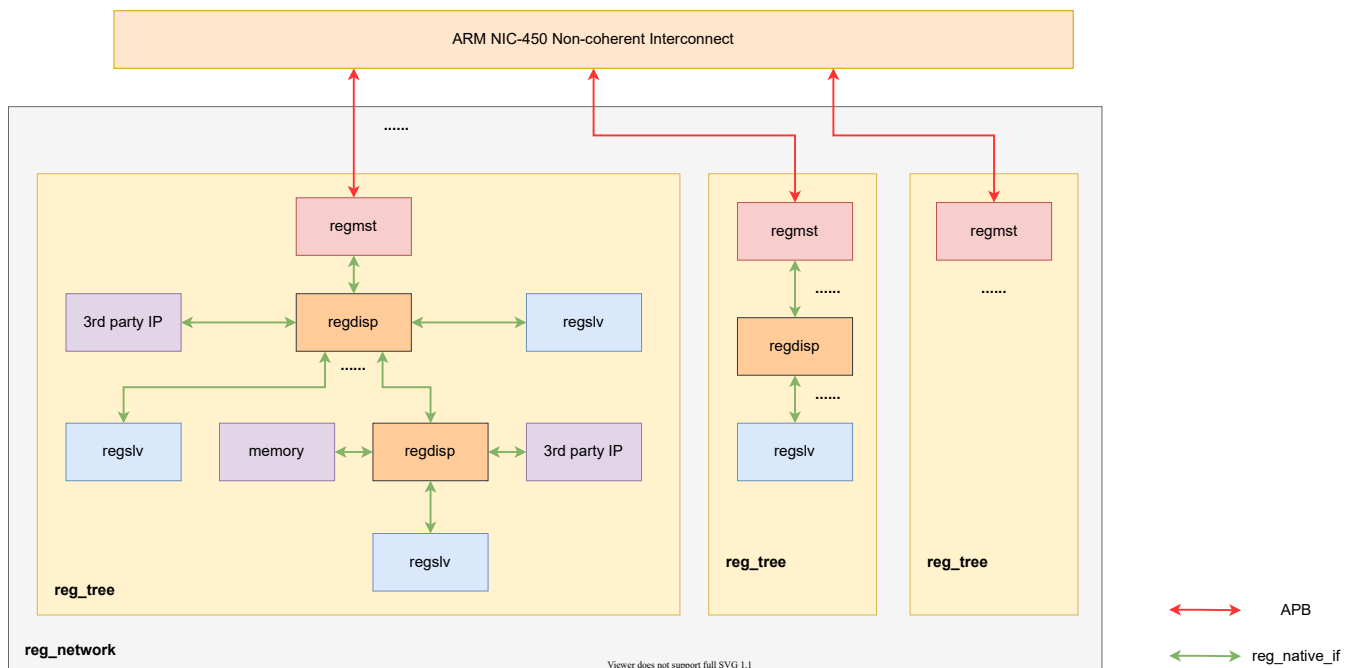 ARM NIC-450 Non-coherent Interconnect
......
regmst
regmst
regmst
3rd party IP
regdisp
regslv
......
......
regdisp
......
......
regslv
memory
regdisp
3rd party IP
regslv
regslv
reg_tree
reg_tree
reg_tree
APB
reg_network
reg_native_if
Viewer does not support full SVG 1.1